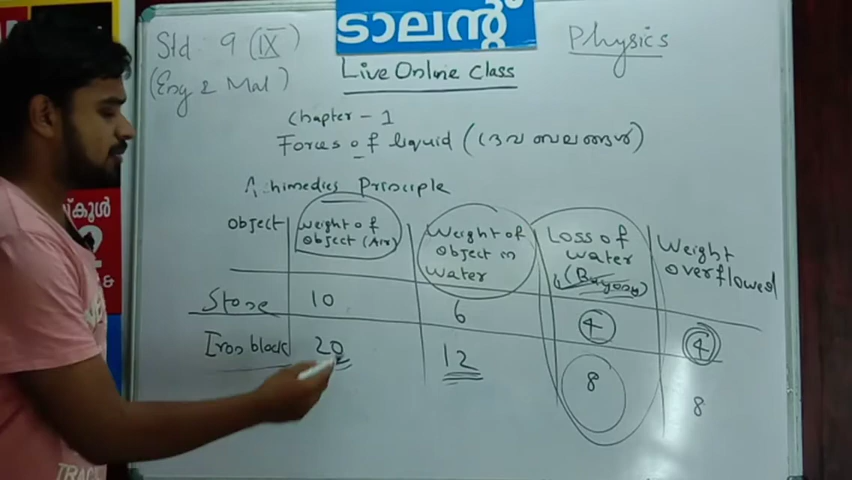 ടാലന്റ്
Std 9 (IX)
(Eng & Mal)
Physics
Live Online Class
Chapter - 1
Forces of liquid (ദ്രവ ബലങ്ങൾ)
Principle
Object
Weight of object (Air)
Weight of object in water
Loss of water
Weight overflowed
Stone 10 6 4 4
Iron block 20 12 8 8
സ്കൂൾ
TRAC